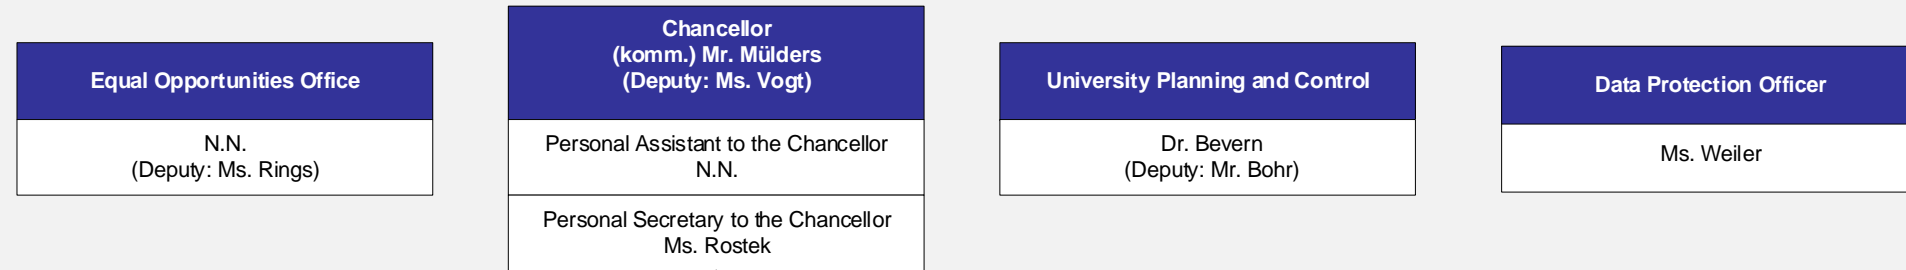 Equal Opportunities Office
N.N.
(Deputy: Ms. Rings)
Chancellor
(komm.) Mr. Mülders
(Deputy: Ms. Vogt)
Personal Assistant to the Chancellor
N.N.
Personal Secretary to the Chancellor
Ms. Rostek
University Planning and Control
Dr. Bevern
(Deputy: Mr. Bohr)
Data Protection Officer
Ms. Weiler